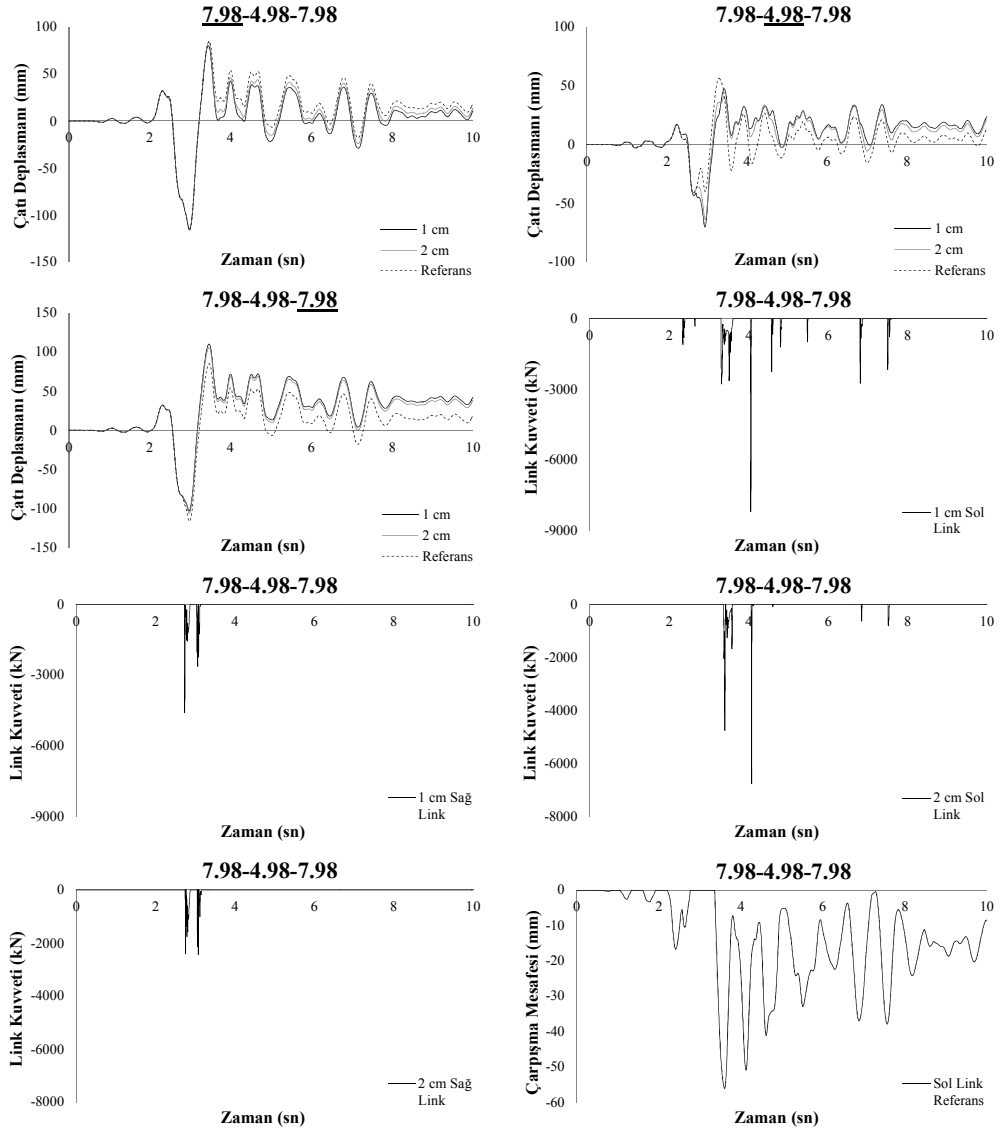 7.98-4.98-7.98
100
50
0
-50
-100
-150
0 2 4 6 8 10
Çatı Deplasmanı (mm)
Zaman (sn)
1 cm
2 cm
Referans
7.98-4.98-7.98
100
50
0
-50
-100
0 2 4 6 8 10
Çatı Deplasmanı (mm)
Zaman (sn)
1 cm
2 cm
Referans
7.98-4.98-7.98
150
100
50
0
-50
-100
-150
0 2 4 6 8 10
Çatı Deplasmanı (mm)
Zaman (sn)
1 cm
2 cm
Referans
7.98-4.98-7.98
0
-3000
-6000
-9000
0 2 4 6 8 10
Link Kuvveti (kN)
Zaman (sn)
1 cm Sol
Link
7.98-4.98-7.98
0
-3000
-6000
-9000
0 2 4 6 8 10
Link Kuvveti (kN)
Zaman (sn)
1 cm Sağ
Link
7.98-4.98-7.98
0
-2000
-4000
-6000
-8000
0 2 4 6 8 10
Link Kuvveti (kN)
Zaman (sn)
2 cm Sol
Link
7.98-4.98-7.98
0
-2000
-4000
-6000
-8000
0 2 4 6 8 10
Link Kuvveti (kN)
Zaman (sn)
2 cm Sağ
Link
7.98-4.98-7.98
0
-10
-20
-30
-40
-50
-60
0 2 4 6 8 10
Çarpışma Mesafesi (mm)
Zaman (sn)
Sol Link
Referans